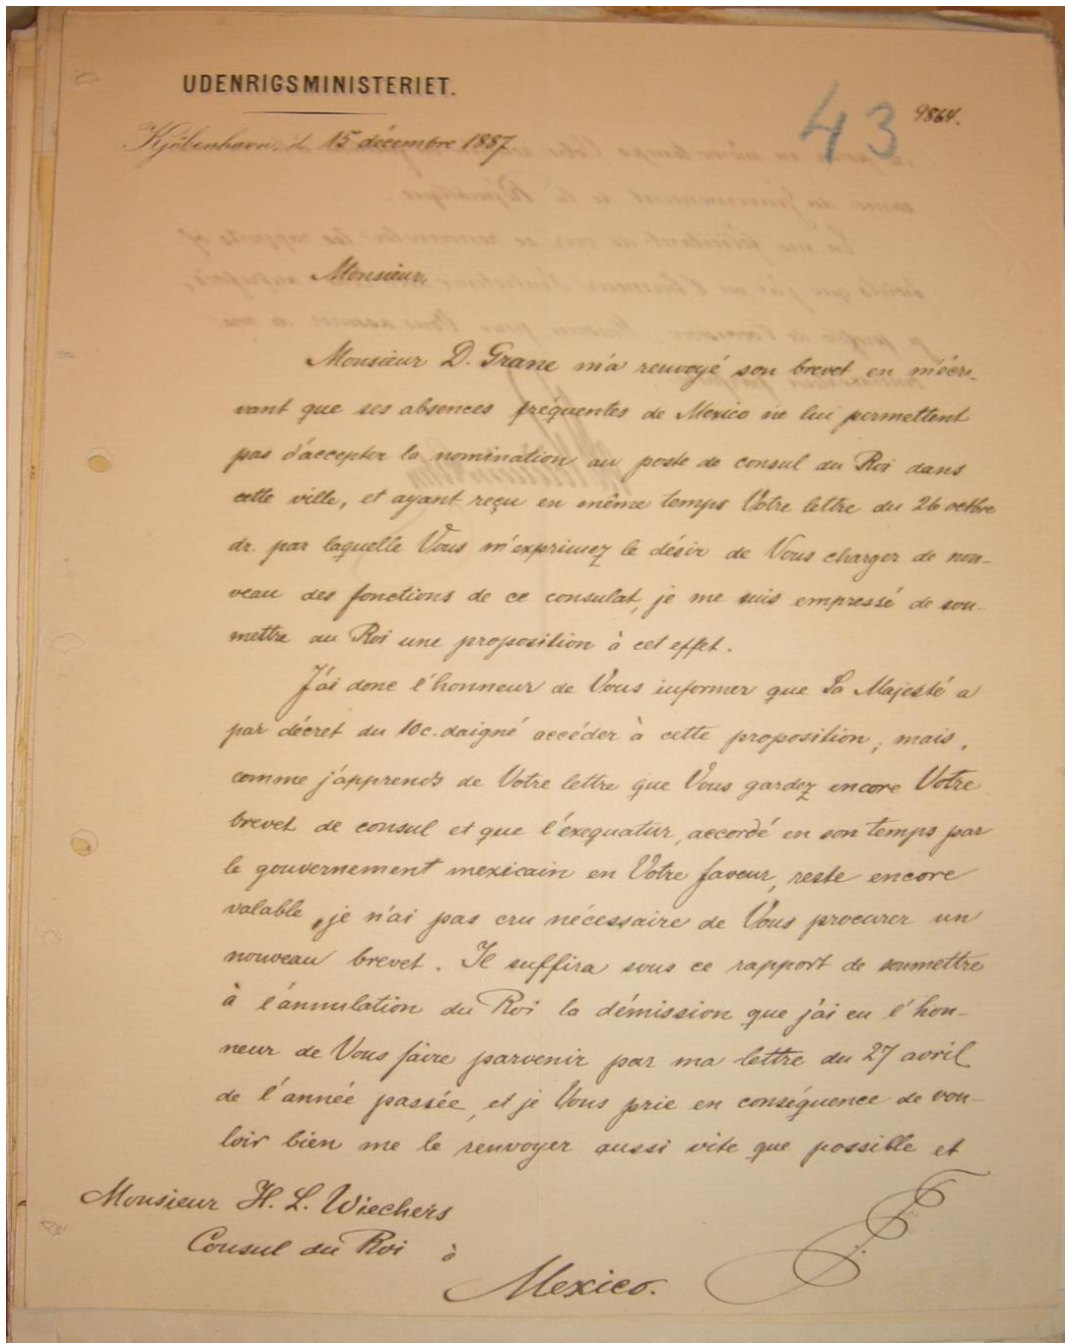 UDENRIGSMINISTERIET.
43
9864.
Kjöbenhavn, d. 15 décembre 1887.
Monsieur,
Monsieur D. Grane m'a renvoyé son brevet en m'écri-
vant que ses absences fréquentes de Mexico ne lui permettent
pas d'accepter la nomination au poste de consul du Roi dans
cette ville, et ayant reçu en même temps Votre lettre du 26 octbre
dr. par laquelle Vous m'exprimez le désir de Vous charger de nou-
veau des fonctions de ce consulat, je me suis empressé de sou-
mettre au Roi une proposition à cet effet.
J'ai donc l'honneur de Vous informer que Sa Majesté a
par décret du 10 c. daigné accéder à cette proposition; mais,
comme j'apprends de Votre lettre que Vous gardez encore Votre
brevet de consul et que l'éxequatur, accordé en son temps par
le gouvernement mexicain en Votre faveur, reste encore
valable, je n'ai pas cru nécessaire de Vous procurer un
nouveau brevet. Il suffira sous ce rapport de soumettre
à l'annulation du Roi la démission que j'ai eu l'hon-
neur de Vous faire parvenir par ma lettre du 27 avril
de l'année passée, et je Vous prie en conséquence de vou-
loir bien me le renvoyer aussi vite que possible et
Monsieur H. L. Wiechers
Consul du Roi à
Mexico.